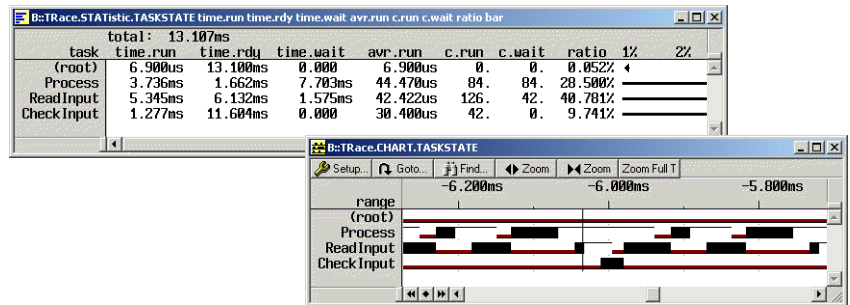 B::TRace.STATistic.TASKSTATE time.run time.rdy time.wait avr.run c.run c.wait ratio bar
total: 13.107ms
task time.run time.rdy time.wait avr.run c.run c.wait ratio 1% 2%
(root) 6.900us 13.100ms 0.000 6.900us 0. 0. 0.052%
Process 3.736ms 1.662ms 7.703ms 44.470us 84. 84. 28.500%
ReadInput 5.345ms 6.132ms 1.575ms 42.422us 126. 42. 40.781%
CheckInput 1.277ms 11.604ms 0.000 30.400us 42. 0. 9.741%
B::TRace.CHART.TASKSTATE
Setup... Goto... Find... Zoom Zoom Zoom Full T
-6.200ms -6.000ms -5.800ms
range
(root)
Process
ReadInput
CheckInput